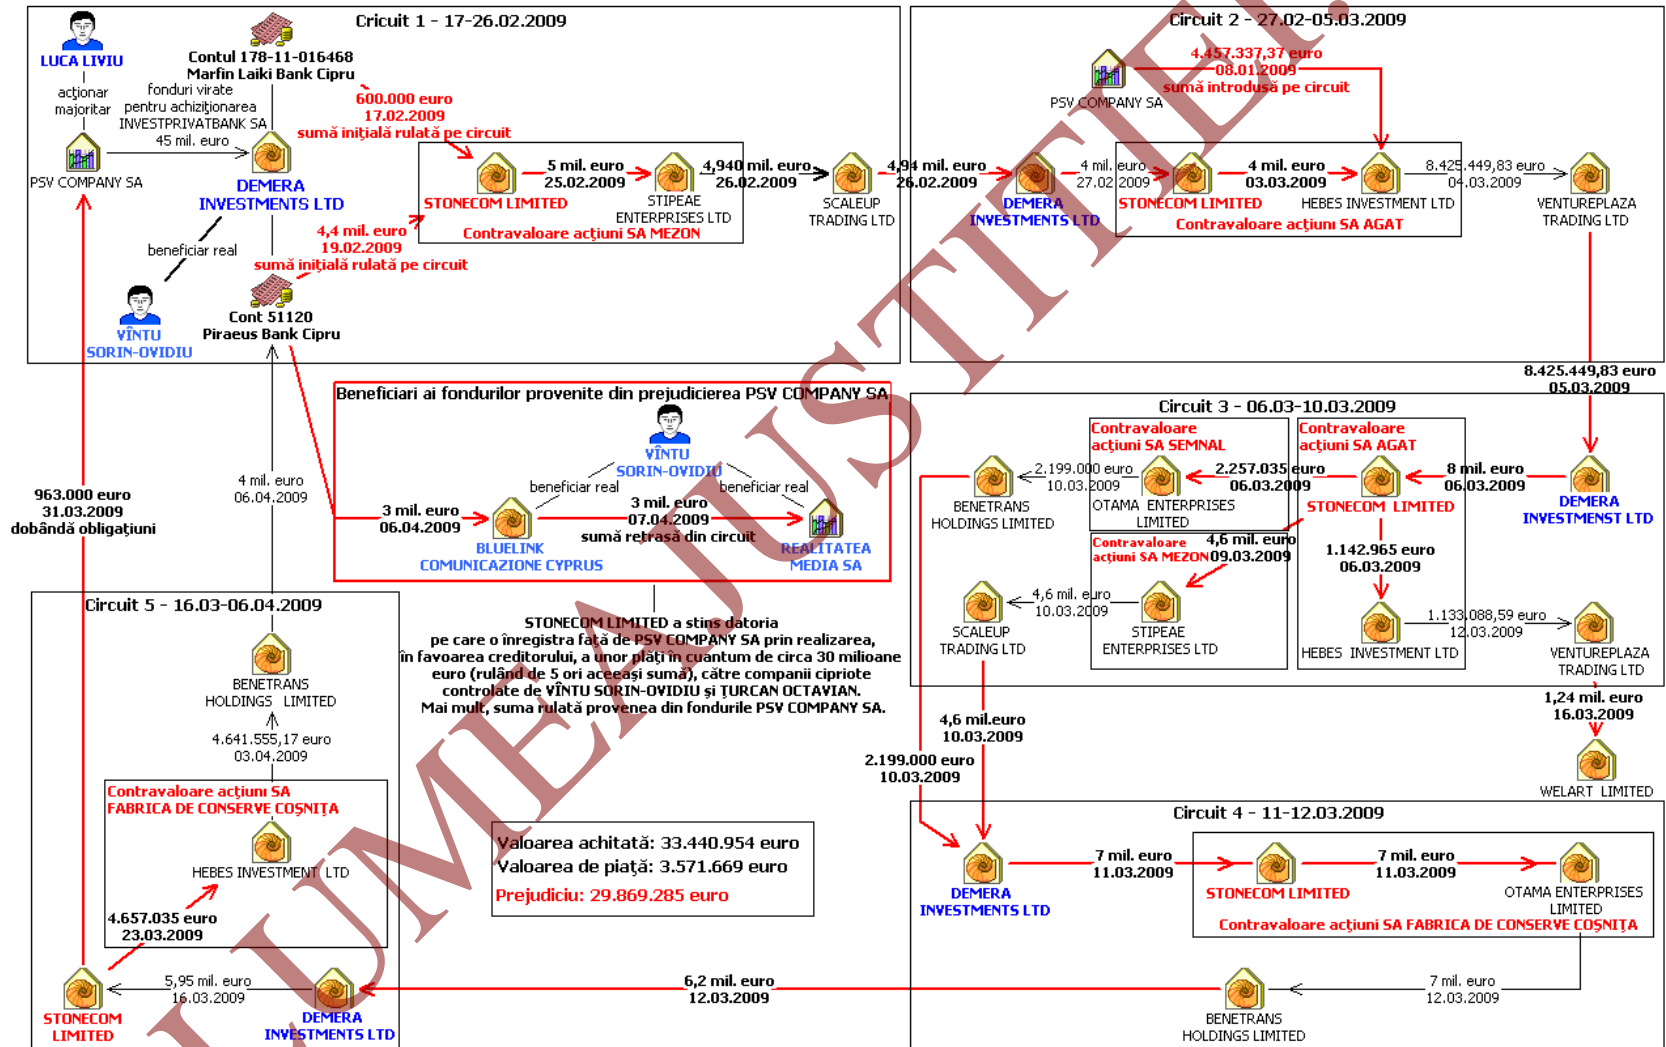 Cricuit 1 - 17-26.02.2009
LUCA LIVIU
acţionar
majoritar
Contul 178-11-016468
Marfin Laiki Bank Cipru
fonduri virate
pentru achiziţionarea
INVESTPRIVATBANK SA
45 mil. euro
PSV COMPANY SA
DEMERA
INVESTMENTS LTD
600.000 euro
17.02.2009
sumă iniţială rulată pe circuit
beneficiar real
VÎNTU
SORIN-OVIDIU
4,4 mil. euro
19.02.2009
sumă iniţială rulată pe circuit
Cont 51120
Piraeus Bank Cipru
STONECOM LIMITED
5 mil. euro
25.02.2009
STIPEAE
ENTERPRISES LTD
Contravaloare acţiuni SA MEZON
4,940 mil. euro
26.02.2009
SCALEUP
TRADING LTD
4,94 mil. euro
26.02.2009
Circuit 2 - 27.02-05.03.2009
PSV COMPANY SA
4.457.337,37 euro
08.01.2009
sumă introdusă pe circuit
DEMERA
INVESTMENTS LTD
4 mil. euro
27.02.2009
STONECOM LIMITED
4 mil. euro
03.03.2009
HEBES INVESTMENT LTD
Contravaloare acţiuni SA AGAT
8.425.449,83 euro
04.03.2009
VENTUREPLAZA
TRADING LTD
8.425.449,83 euro
05.03.2009
Beneficiari ai fondurilor provenite din prejudicierea PSV COMPANY SA
VÎNTU
SORIN-OVIDIU
beneficiar real
beneficiar real
3 mil. euro
06.04.2009
BLUELINK
COMUNICAZIONE CYPRUS
3 mil. euro
07.04.2009
sumă retrasă din circuit
REALITATEA
MEDIA SA
STONECOM LIMITED a stins datoria
pe care o înregistra faţă de PSV COMPANY SA prin realizarea,
în favoarea creditorului, a unor plăţi în cuantum de circa 30 milioane
euro (rulând de 5 ori aceeaşi sumă), către companii cipriote
controlate de VÎNTU SORIN-OVIDIU şi ŢURCAN OCTAVIAN.
Mai mult, suma rulată provenea din fondurile PSV COMPANY SA.
Circuit 3 - 06.03-10.03.2009
Contravaloare
acţiuni SA SEMNAL
Contravaloare
acţiuni SA AGAT
BENETRANS
HOLDINGS LIMITED
2.199.000 euro
10.03.2009
OTAMA ENTERPRISES
LIMITED
2.257.035 euro
06.03.2009
STONECOM LIMITED
8 mil. euro
06.03.2009
DEMERA
INVESTMENST LTD
Contravaloare
acţiuni SA MEZON
4,6 mil. euro
09.03.2009
1.142.965 euro
06.03.2009
SCALEUP
TRADING LTD
4,6 mil. euro
10.03.2009
STIPEAE
ENTERPRISES LTD
HEBES INVESTMENT LTD
1.133.088,59 euro
12.03.2009
VENTUREPLAZA
TRADING LTD
1,24 mil. euro
16.03.2009
WELART LIMITED
4,6 mil.euro
10.03.2009
2.199.000 euro
10.03.2009
Circuit 4 - 11-12.03.2009
DEMERA
INVESTMENTS LTD
7 mil. euro
11.03.2009
STONECOM LIMITED
7 mil. euro
11.03.2009
OTAMA ENTERPRISES
LIMITED
Contravaloare acţiuni SA FABRICA DE CONSERVE COŞNIŢA
7 mil. euro
12.03.2009
BENETRANS
HOLDINGS LIMITED
6,2 mil. euro
12.03.2009
963.000 euro
31.03.2009
dobândă obligaţiuni
4 mil. euro
06.04.2009
Circuit 5 - 16.03-06.04.2009
BENETRANS
HOLDINGS LIMITED
4.641.555,17 euro
03.04.2009
Contravaloare acţiuni SA
FABRICA DE CONSERVE COŞNIŢA
HEBES INVESTMENT LTD
4.657.035 euro
23.03.2009
STONECOM
LIMITED
5,95 mil. euro
16.03.2009
DEMERA
INVESTMENTS LTD
Valoarea achitată: 33.440.954 euro
Valoarea de piaţă: 3.571.669 euro
Prejudiciu: 29.869.285 euro
LUMEAJUSTITIEI.